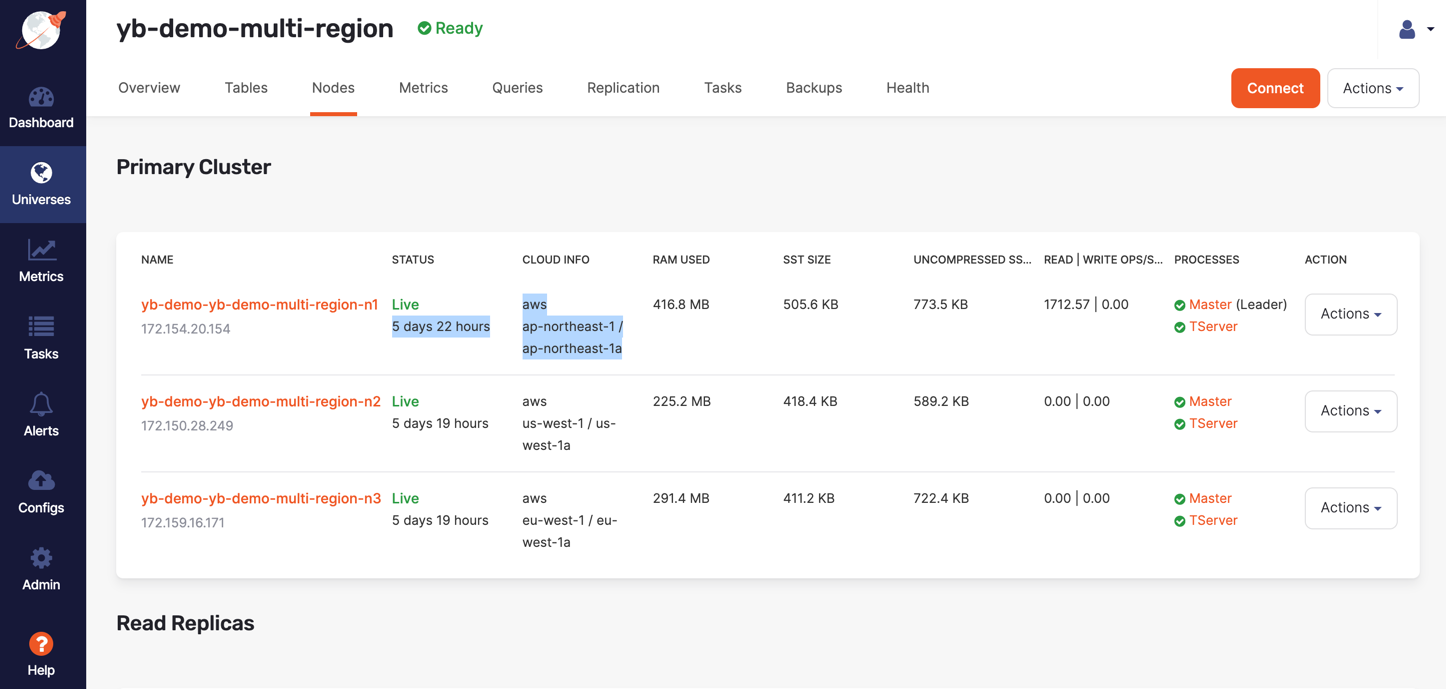 yb-demo-multi-region
Ready
Overview
Tables
Nodes
Metrics
Queries
Replication
Tasks
Backups
Health
Connect
Actions
Dashboard
Universes
Metrics
Tasks
Alerts
Configs
Admin
?
Help
Primary Cluster
NAME STATUS CLOUD INFO RAM USED SST SIZE UNCOMPRESSED SS... READ | WRITE OPS/S... PROCESSES ACTION
yb-demo-yb-demo-multi-region-n1 Live aws 416.8 MB 505.6 KB 773.5 KB 1712.57 | 0.00 Master (Leader) Actions
172.154.20.154 5 days 22 hours ap-northeast-1 / TServer
ap-northeast-1a
yb-demo-yb-demo-multi-region-n2 Live aws 225.2 MB 418.4 KB 589.2 KB 0.00 | 0.00 Master Actions
172.150.28.249 5 days 19 hours us-west-1 / us- TServer
west-1a
yb-demo-yb-demo-multi-region-n3 Live aws 291.4 MB 411.2 KB 722.4 KB 0.00 | 0.00 Master Actions
172.159.16.171 5 days 19 hours eu-west-1 / eu- TServer
west-1a
Read Replicas